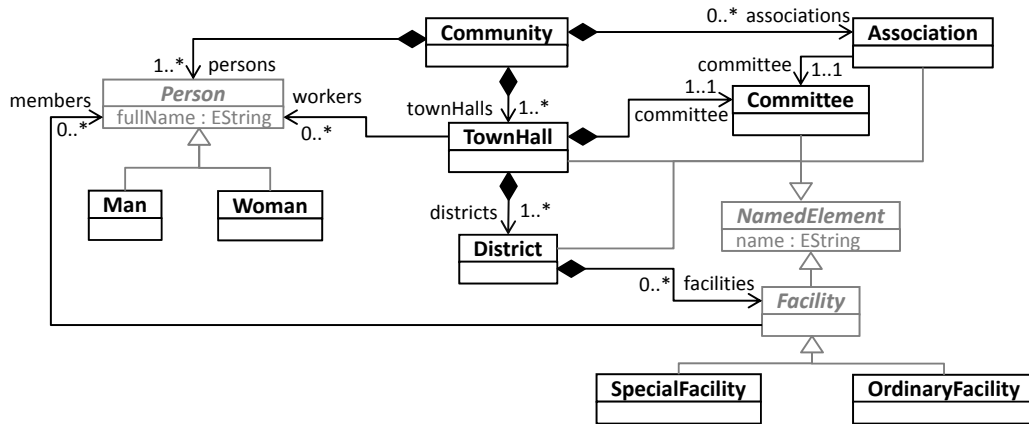 0..* associations
Community
Association
1..* persons
committee
1..1
Person
fullName : EString
members
0..*
workers
0..*
townHalls
1..*
1..1
committee
Committee
TownHall
Man
Woman
districts
1..*
NamedElement
name : EString
District
0..*
facilities
Facility
SpecialFacility
OrdinaryFacility